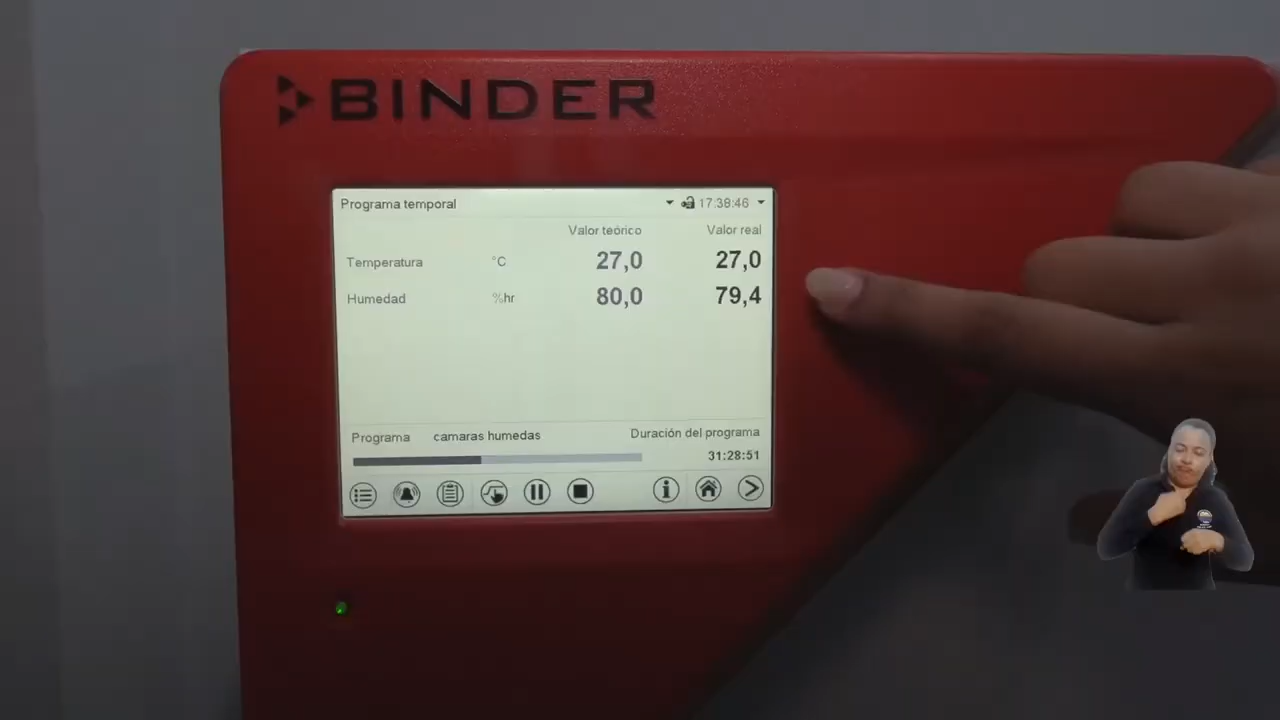 BINDER
Programa temporal 17:38:46
Valor teórico Valor real
Temperatura °C 27,0 27,0
Humedad %hr 80,0 79,4
Programa camaras humedas Duración del programa
31:28:51